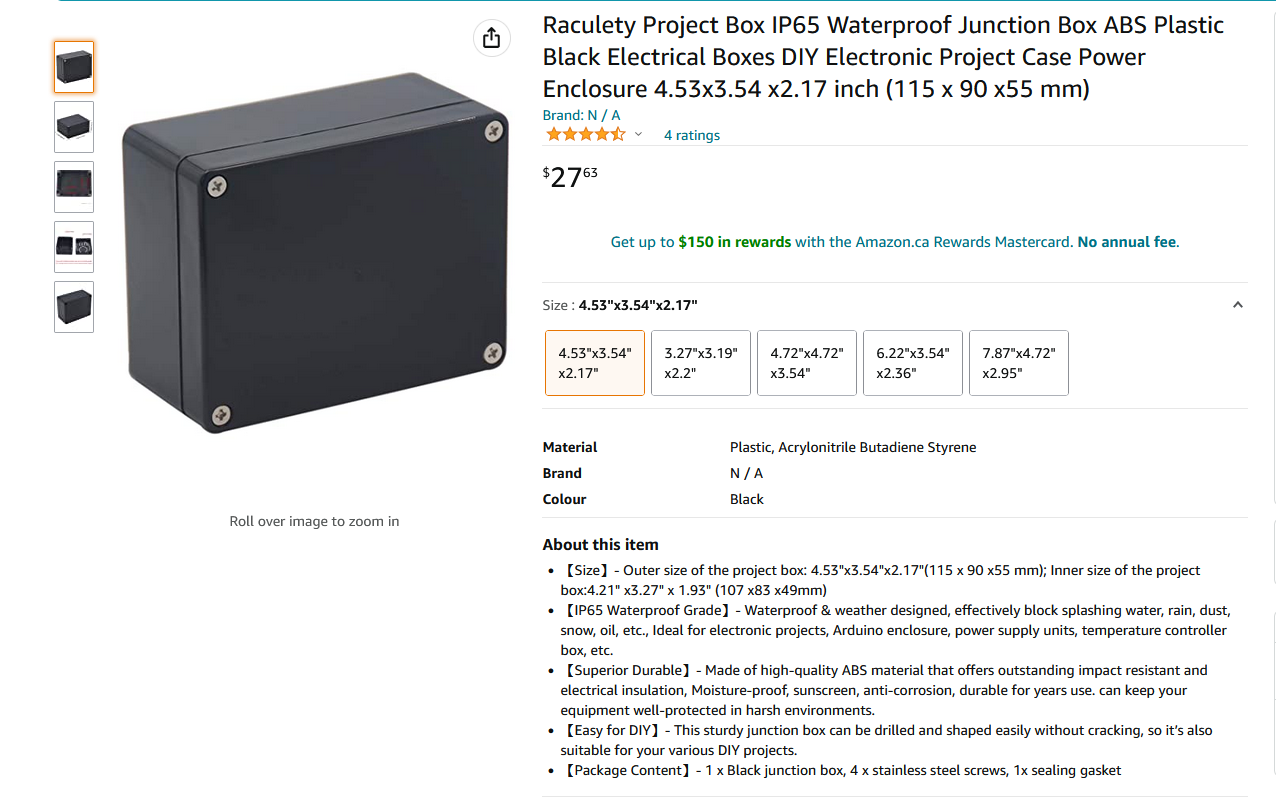 Raculety Project Box IP65 Waterproof Junction Box ABS Plastic
Black Electrical Boxes DIY Electronic Project Case Power
Enclosure 4.53x3.54 x2.17 inch (115 x 90 x55 mm)
Brand: N / A
4 ratings
$27 63
Get up to $150 in rewards with the Amazon.ca Rewards Mastercard. No annual fee.
Size : 4.53"x3.54"x2.17"
4.53"x3.54"
x2.17"
3.27"x3.19"
x2.2"
4.72"x4.72"
x3.54"
6.22"x3.54"
x2.36"
7.87"x4.72"
x2.95"
Material Plastic, Acrylonitrile Butadiene Styrene
Brand N / A
Colour Black
Roll over image to zoom in
About this item
• 【Size】- Outer size of the project box: 4.53"x3.54"x2.17"(115 x 90 x55 mm); Inner size of the project
box:4.21" x3.27" x 1.93" (107 x83 x49mm)
• 【IP65 Waterproof Grade】- Waterproof & weather designed, effectively block splashing water, rain, dust,
snow, oil, etc., Ideal for electronic projects, Arduino enclosure, power supply units, temperature controller
box, etc.
• 【Superior Durable】- Made of high-quality ABS material that offers outstanding impact resistant and
electrical insulation, Moisture-proof, sunscreen, anti-corrosion, durable for years use. can keep your
equipment well-protected in harsh environments.
• 【Easy for DIY】- This sturdy junction box can be drilled and shaped easily without cracking, so it’s also
suitable for your various DIY projects.
• 【Package Content】- 1 x Black junction box, 4 x stainless steel screws, 1x sealing gasket